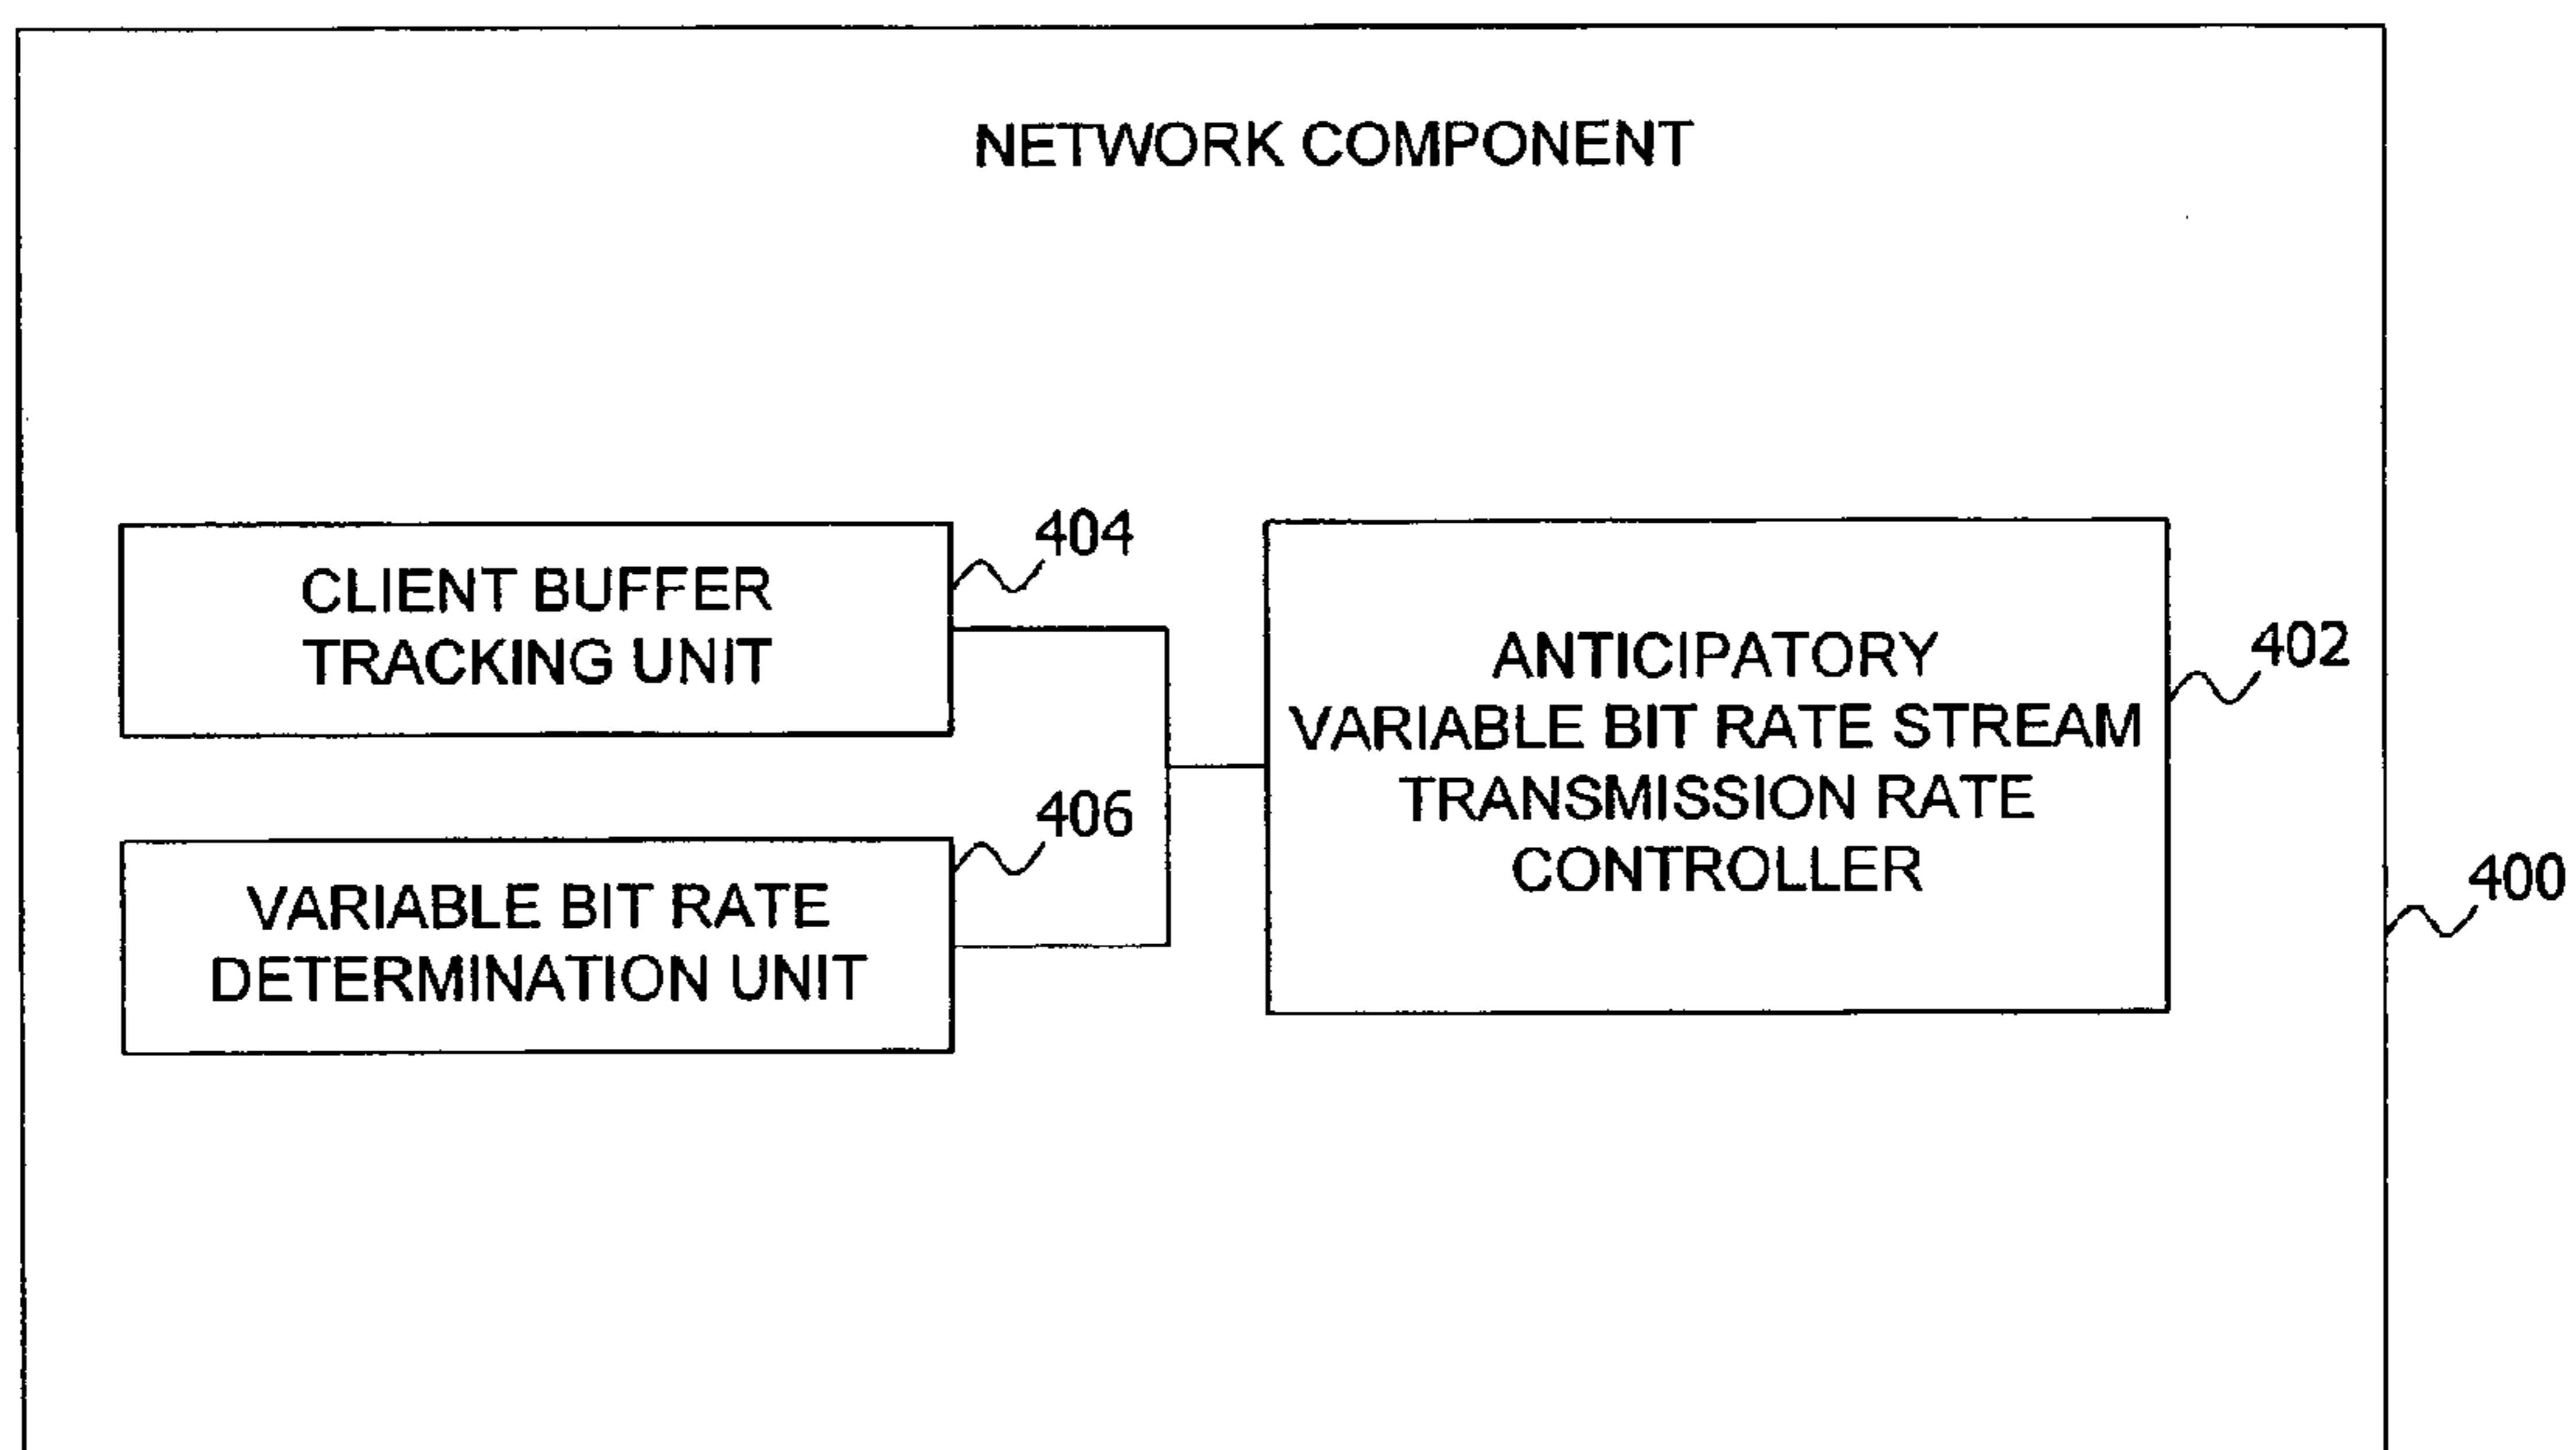 NETWORK COMPONENT
404
CLIENT BUFFER
TRACKING UNIT
402
ANTICIPATORY
VARIABLE BIT RATE STREAM
TRANSMISSION RATE
CONTROLLER
406
VARIABLE BIT RATE
DETERMINATION UNIT
400